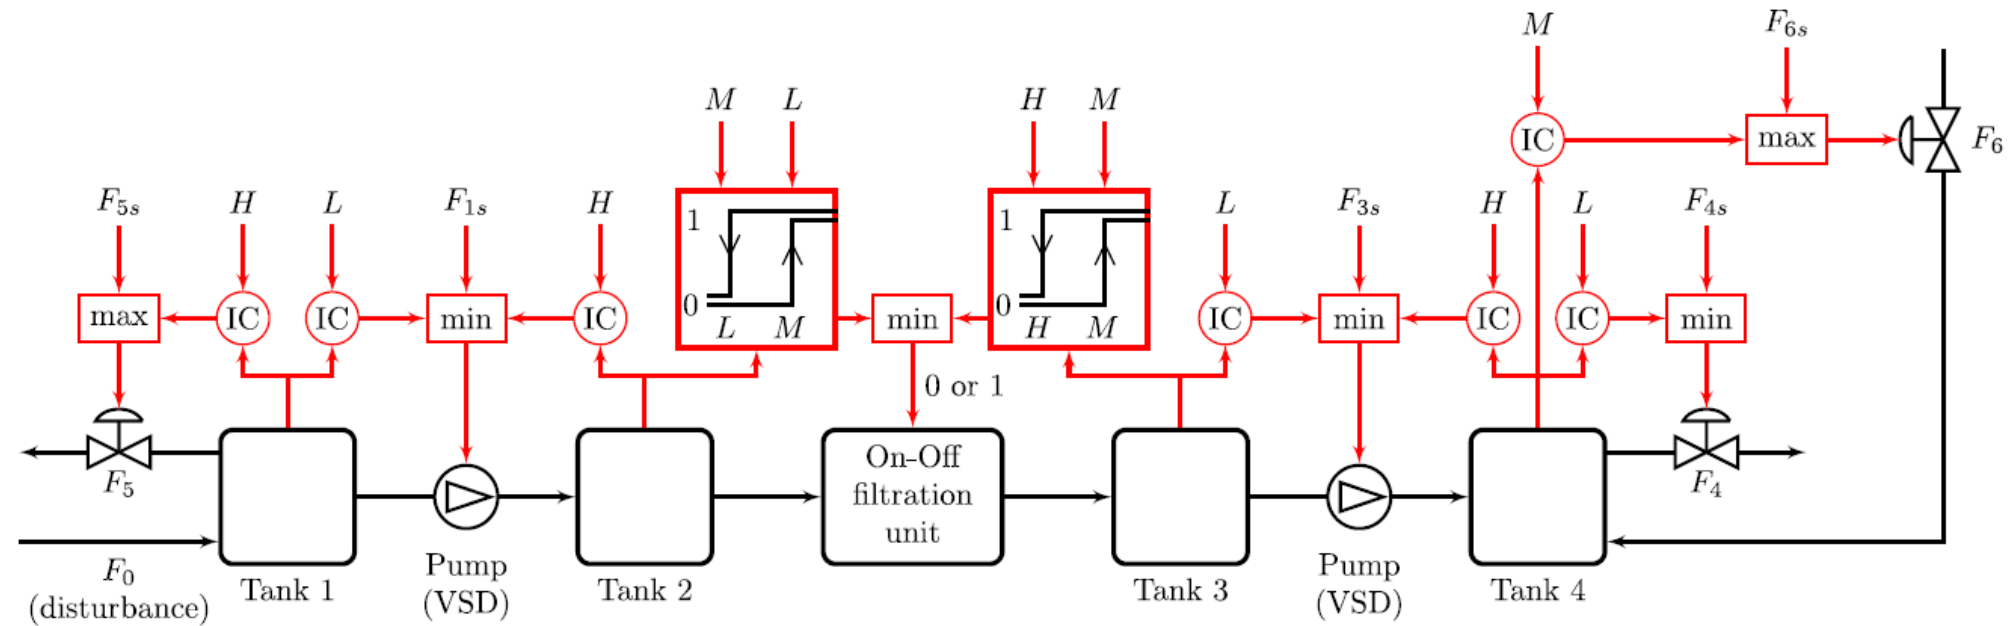 M
F6s
M L
H M
IC
max
F6
F5s
H
L
F1s
H
1
0
L M
1
0
H M
L
F3s
H
L
F4s
max
IC
IC
min
IC
min
IC
min
IC
IC
min
0 or 1
F5
On-Off
filtration
unit
F4
F0
(disturbance)
Tank 1
Pump
(VSD)
Tank 2
Tank 3
Pump
(VSD)
Tank 4